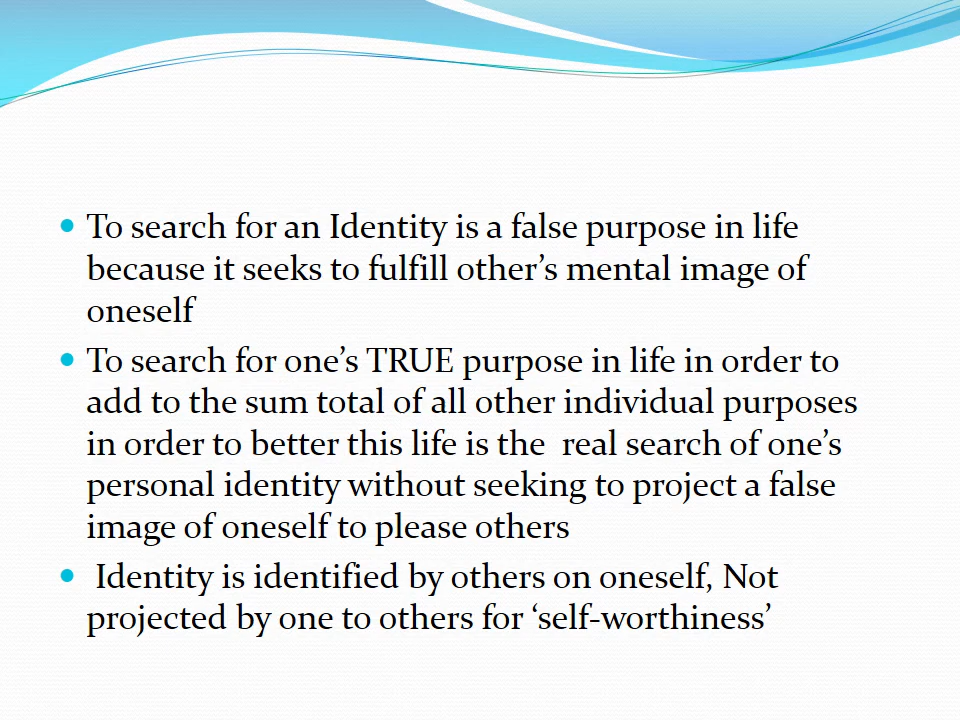 • To search for an Identity is a false purpose in life
because it seeks to fulfill other’s mental image of
oneself
• To search for one’s TRUE purpose in life in order to
add to the sum total of all other individual purposes
in order to better this life is the  real search of one’s
personal identity without seeking to project a false
image of oneself to please others
•  Identity is identified by others on oneself, Not
projected by one to others for ‘self-worthiness’